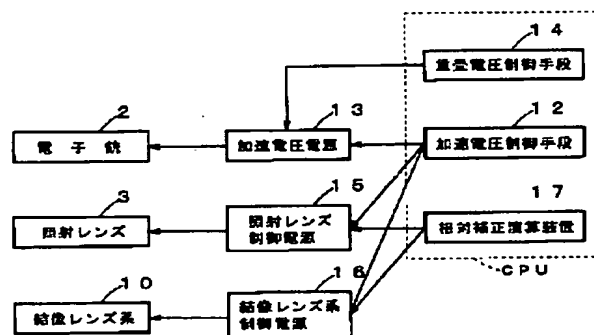 14
重畳電圧制御手段
2
13
12
電子銃
加速電圧電源
加速電圧制御手段
3
15
17
照射レンズ
照射レンズ
制御電源
相対補正演算装置
CPU
10
16
結像レンズ系
結像レンズ系
制御電源